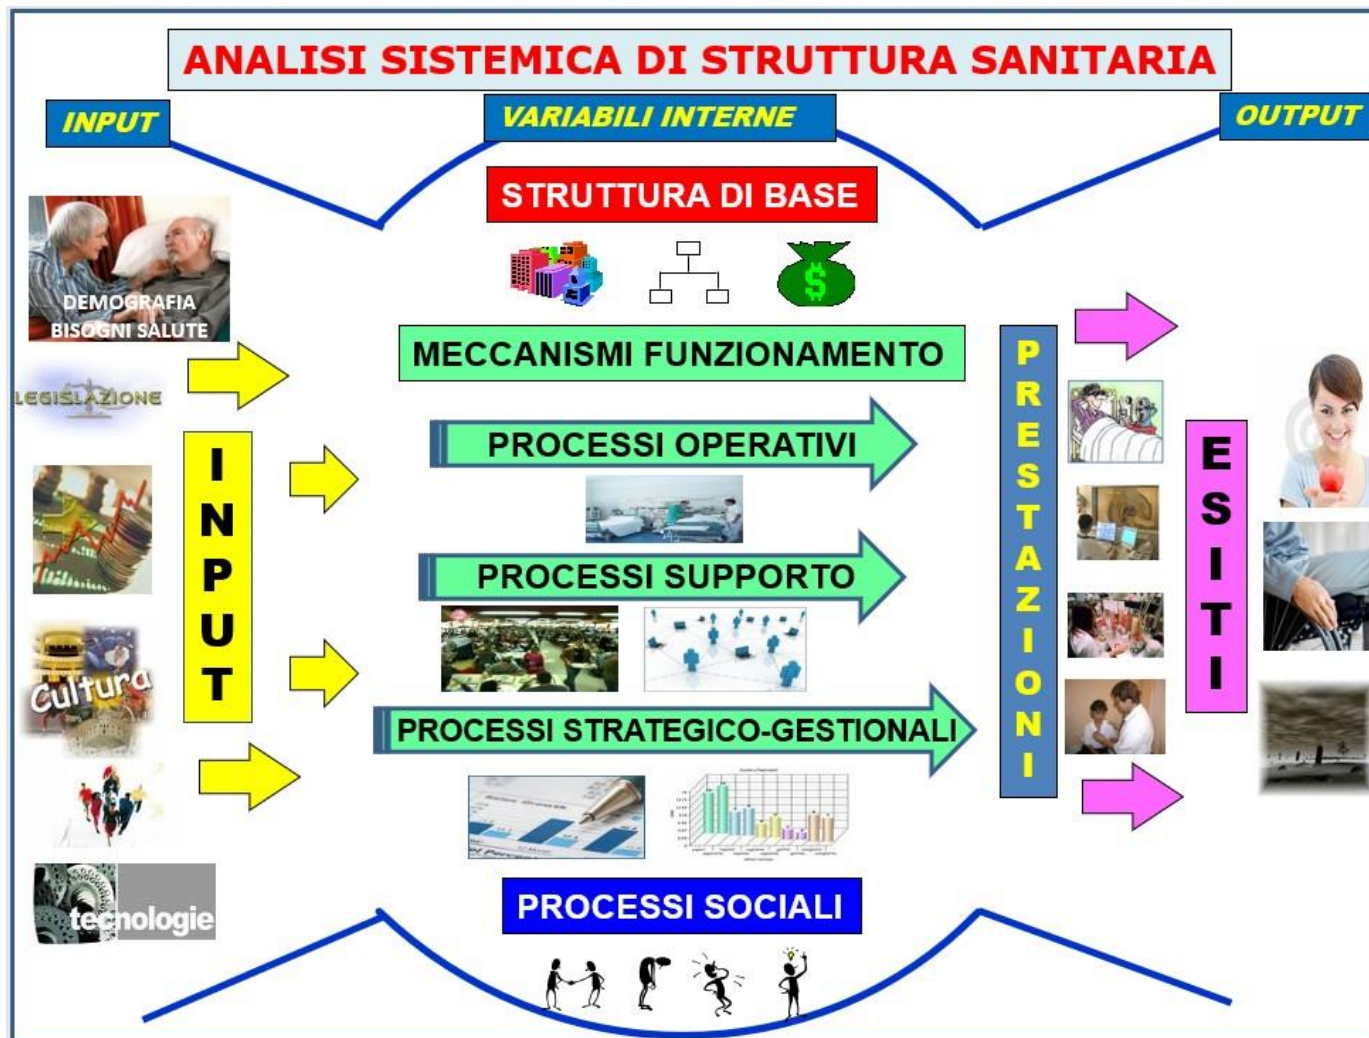 ANALISI SISTEMICA DI STRUTTURA SANITARIA
INPUT
VARIABILI INTERNE
OUTPUT
STRUTTURA DI BASE
$
DEMOGRAFIA
BISOGNI SALUTE
LEGISLAZIONE
Cultura
tecnologie
INPUT
MECCANISMI FUNZIONAMENTO
PROCESSI OPERATIVI
PROCESSI SUPPORTO
PROCESSI STRATEGICO-GESTIONALI
PROCESSI SOCIALI
PRESTAZIONI
ESITI